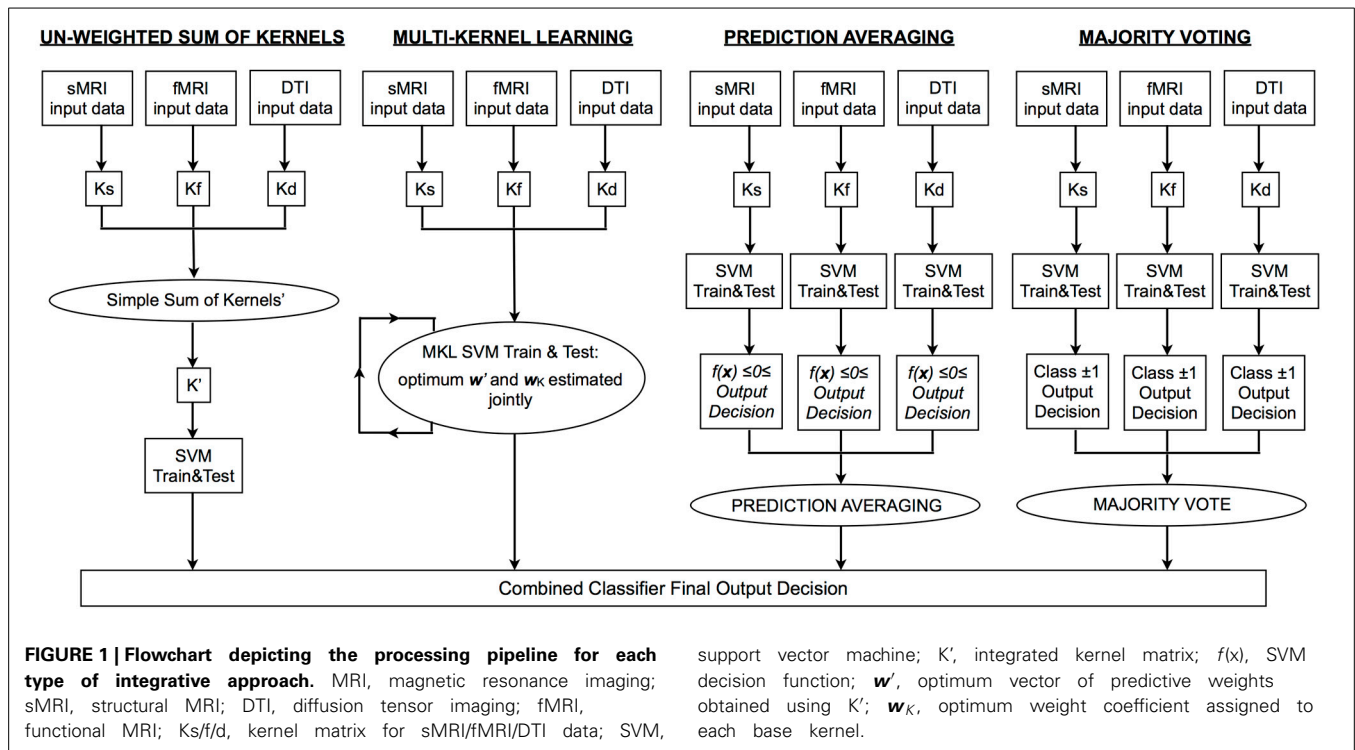 UN-WEIGHTED SUM OF KERNELS
sMRI
input data
fMRI
input data
DTI
input data
Ks
Kf
Kd
Simple Sum of Kernels'
K'
SVM
Train&Test
MULTI-KERNEL LEARNING
sMRI
input data
fMRI
input data
DTI
input data
Ks
Kf
Kd
MKL SVM Train & Test:
optimum w' and wK estimated
jointly
PREDICTION AVERAGING
sMRI
input data
fMRI
input data
DTI
input data
Ks
Kf
Kd
SVM
Train&Test
SVM
Train&Test
SVM
Train&Test
f(x) ≤0≤
Output
Decision
f(x) ≤0≤
Output
Decision
f(x) ≤0≤
Output
Decision
PREDICTION AVERAGING
MAJORITY VOTING
sMRI
input data
fMRI
input data
DTI
input data
Ks
Kf
Kd
SVM
Train&Test
SVM
Train&Test
SVM
Train&Test
Class ±1
Output
Decision
Class ±1
Output
Decision
Class ±1
Output
Decision
MAJORITY VOTE
Combined Classifier Final Output Decision
FIGURE 1 | Flowchart depicting the processing pipeline for each
type of integrative approach. MRI, magnetic resonance imaging;
sMRI, structural MRI; DTI, diffusion tensor imaging; fMRI,
functional MRI; Ks/f/d, kernel matrix for sMRI/fMRI/DTI data; SVM,
support vector machine; K', integrated kernel matrix; f(x), SVM
decision function; w', optimum vector of predictive weights
obtained using K'; wK, optimum weight coefficient assigned to
each base kernel.